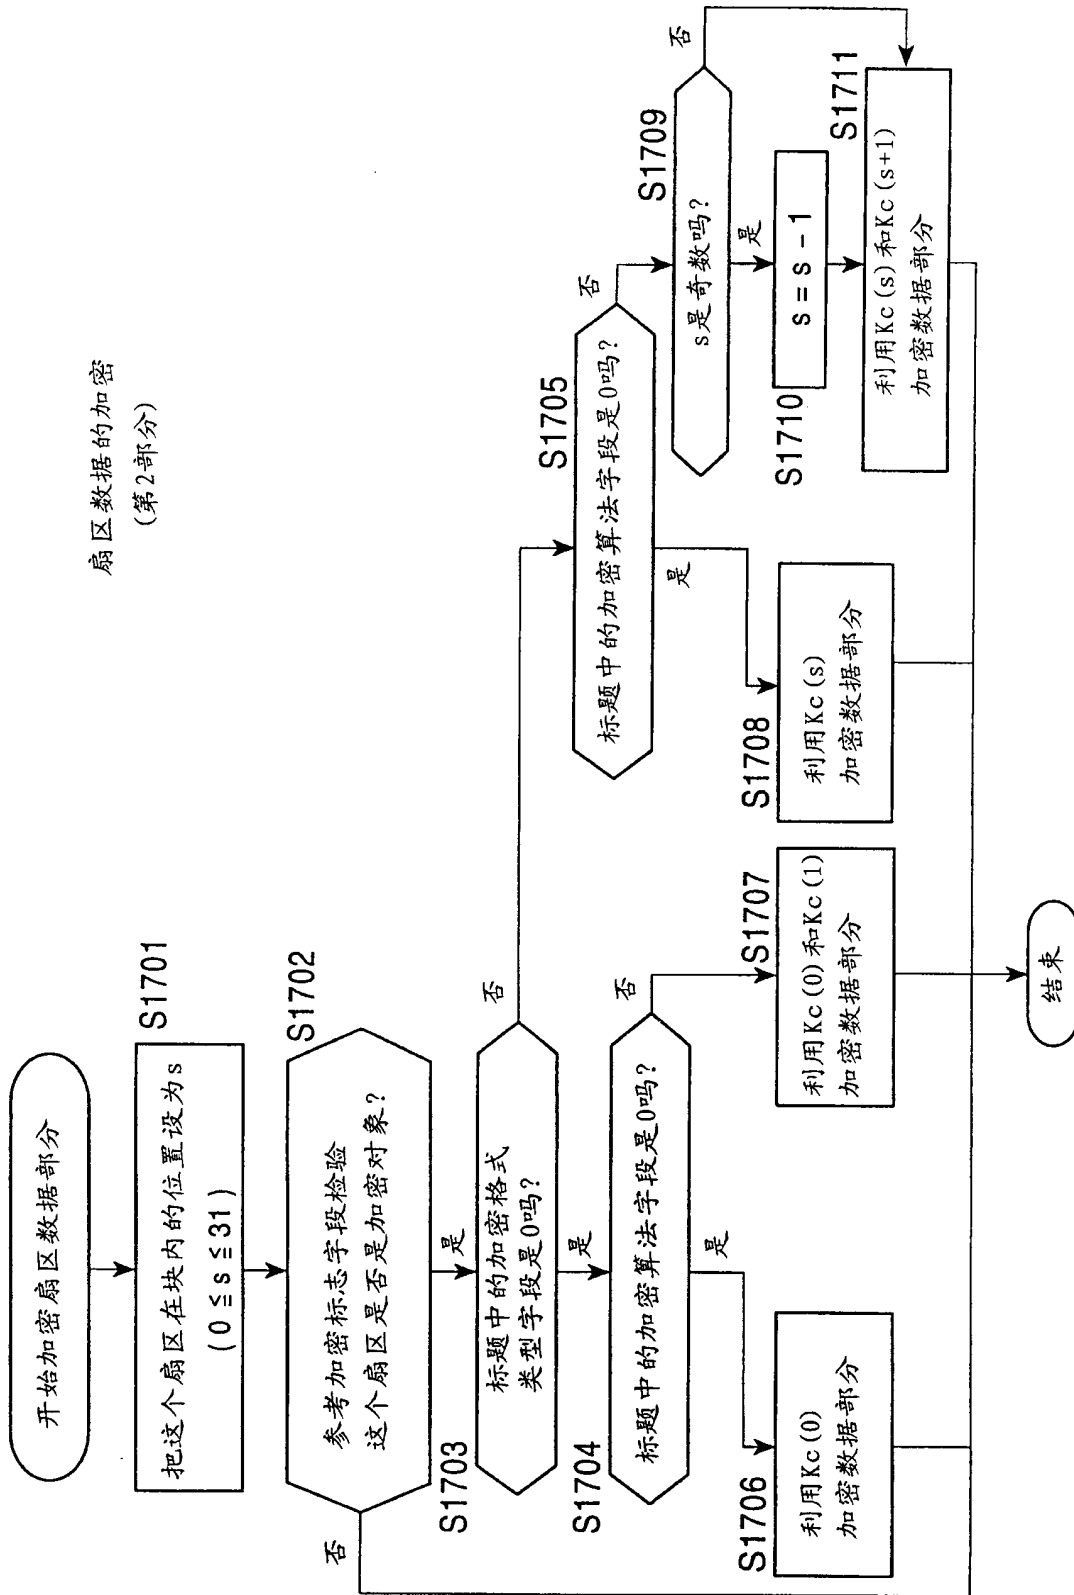 扇区数据的加密
(第2部分)
开始加密扇区数据部分
S1701
把这个扇区在块内的位置设为s
(0≦s≦31)
S1702
参考加密标志字段检验
这个扇区是否是加密对象?
否
是
S1703
标题中的加密格式
类型字段是0吗?
否
是
S1704
标题中的加密算法字段是0吗?
否
是
S1705
标题中的加密算法字段是0吗?
否
是
S1706
利用Kc(0)
加密数据部分
S1707
利用Kc(0)和Kc(1)
加密数据部分
S1708
利用Kc(s)
加密数据部分
S1709
s是奇数吗?
否
是
S1710
s=s-1
S1711
利用Kc(s)和Kc(s+1)
加密数据部分
结束